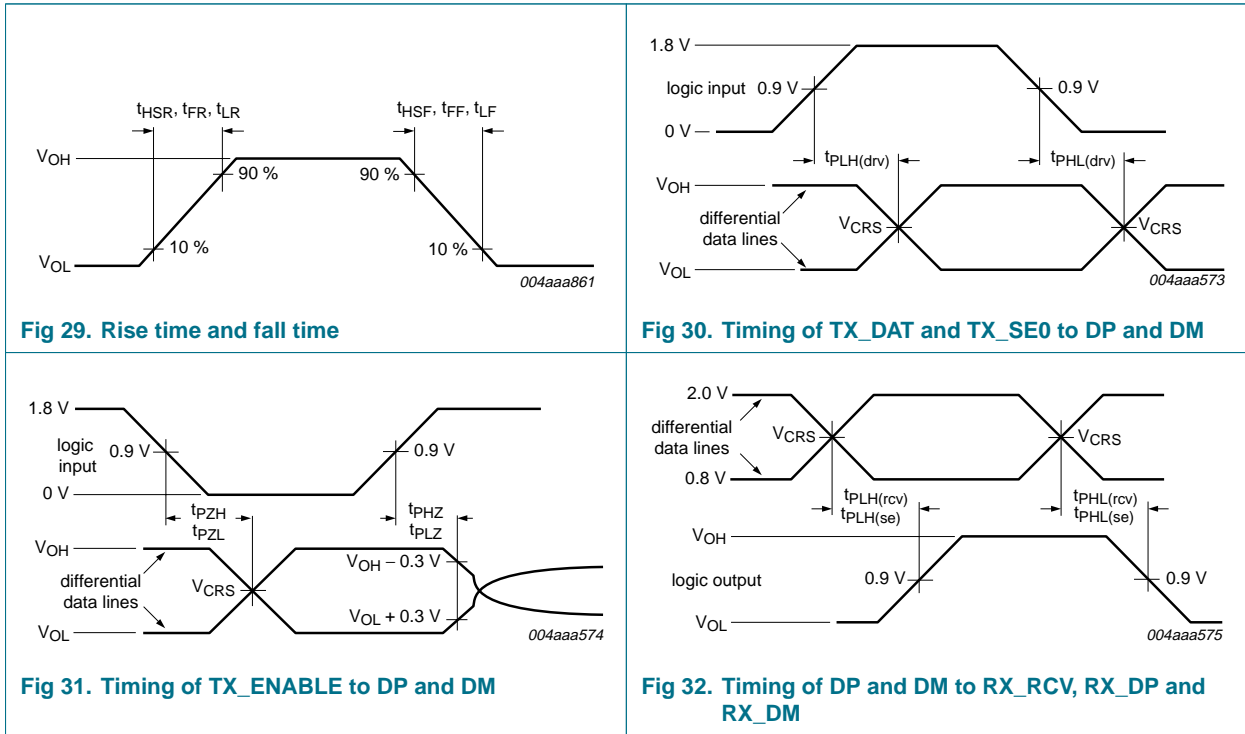 tHSR, tFR, tLR
tHSF, tFF, tLF
VOH
90 %
90 %
10 %
10 %
VOL
004aaa861
Fig 29. Rise time and fall time
1.8 V
logic input
0.9 V
0.9 V
0 V
tPLH(drv)
tPHL(drv)
VOH
differential
data lines
VCRS
VCRS
VOL
004aaa573
Fig 30. Timing of TX_DAT and TX_SE0 to DP and DM
1.8 V
logic
input
0.9 V
0.9 V
0 V
tPZH
tPZL
tPHZ
tPLZ
VOH
differential
data lines
VCRS
VOH – 0.3 V
VOL + 0.3 V
VOL
004aaa574
Fig 31. Timing of TX_ENABLE to DP and DM
2.0 V
differential
data lines
VCRS
VCRS
0.8 V
tPLH(rcv)
tPLH(se)
tPHL(rcv)
tPHL(se)
VOH
logic output
0.9 V
0.9 V
VOL
004aaa575
Fig 32. Timing of DP and DM to RX_RCV, RX_DP and
RX_DM